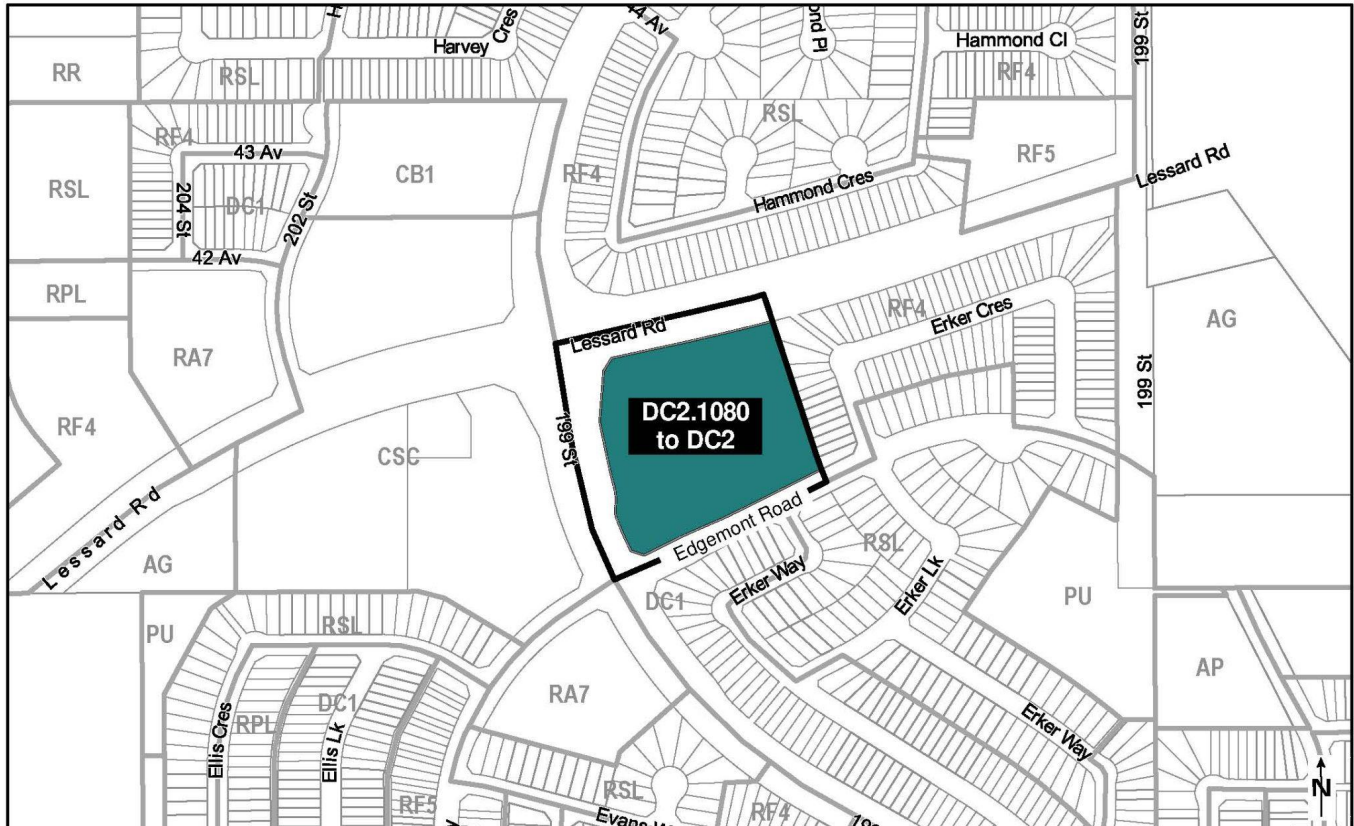 Harvey Cres
44 Av
Hammond Cl
199 St
RR
RSL
RF4
RSL
RF4
43 Av
CB1
RF4
RF5
Lessard Rd
RSL
204 St
DC1
202 St
Hammond Cres
42 Av
RPL
RF4
Erker Cres
AG
Lessard Rd
RA7
199 St
DC2.1080
to DC2
RF4
199 St
CSC
Lessard Rd
Edgemont Road
RSL
AG
Erker Way
Erker Lk
DC1
PU
PU
RSL
AP
RA7
DC1
RPL
Ellis Cres
Ellis Lk
Erker Way
RSL
N
RF5
RF4